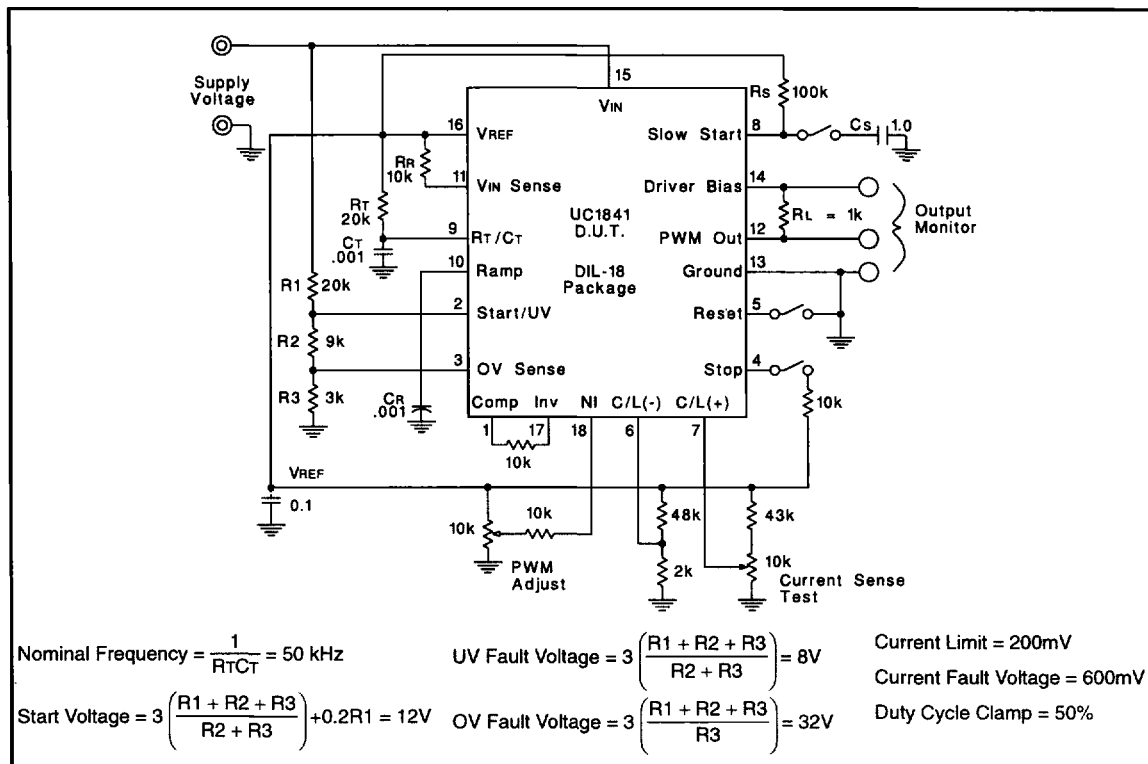 Supply
Voltage
15
VIN
16 VREF
RR
10k
11 VIN Sense
RT
20k
9 RT/CT
CT
.001
10 Ramp
R1 20k
2 Start/UV
R2 9k
3 OV Sense
R3 3k
CR
.001
UC1841
D.U.T.
DIL-18
Package
Rs 100k
Slow Start 8
Cs 1.0
Driver Bias 14
RL = 1k
PWM Out 12
Output
Monitor
Ground 13
Reset 5
Stop 4
10k
Comp Inv NI C/L(-) C/L(+)
1 17 18 6 7
10k
VREF
0.1
10k
10k
PWM
Adjust
48k
2k
43k
10k
Current Sense
Test
Nominal Frequency = 1 / RTCT = 50 kHz
Start Voltage = 3 ( R1 + R2 + R3 / R2 + R3 ) +0.2R1 = 12V
UV Fault Voltage = 3 ( R1 + R2 + R3 / R2 + R3 ) = 8V
OV Fault Voltage = 3 ( R1 + R2 + R3 / R3 ) = 32V
Current Limit = 200mV
Current Fault Voltage = 600mV
Duty Cycle Clamp = 50%